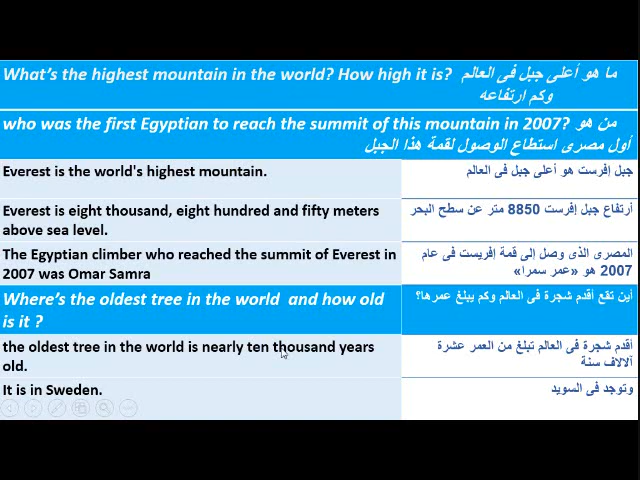 What's the highest mountain in the world? How high it is? ما هو أعلى جبل فى العالم
وكم ارتفاعه
who was the first Egyptian to reach the summit of this mountain in 2007? من هو
أول مصرى استطاع الوصول لقمة هذا الجبل
Everest is the world's highest mountain.
جبل إفرست هو أعلى جبل فى العالم
Everest is eight thousand, eight hundred and fifty meters
above sea level.
أرتفاع جبل إفرست 8850 متر عن سطح البحر
The Egyptian climber who reached the summit of Everest in
2007 was Omar Samra
المصرى الذى وصل إلى قمة إفريست فى عام
2007 هو «عمر سمرا»
Where's the oldest tree in the world and how old
is it ?
أين تقع أقدم شجرة فى العالم وكم يبلغ عمرها؟
the oldest tree in the world is nearly ten thousand years
old.
أقدم شجرة فى العالم تبلغ من العمر عشرة
ألالاف سنة
It is in Sweden.
وتوجد فى السويد